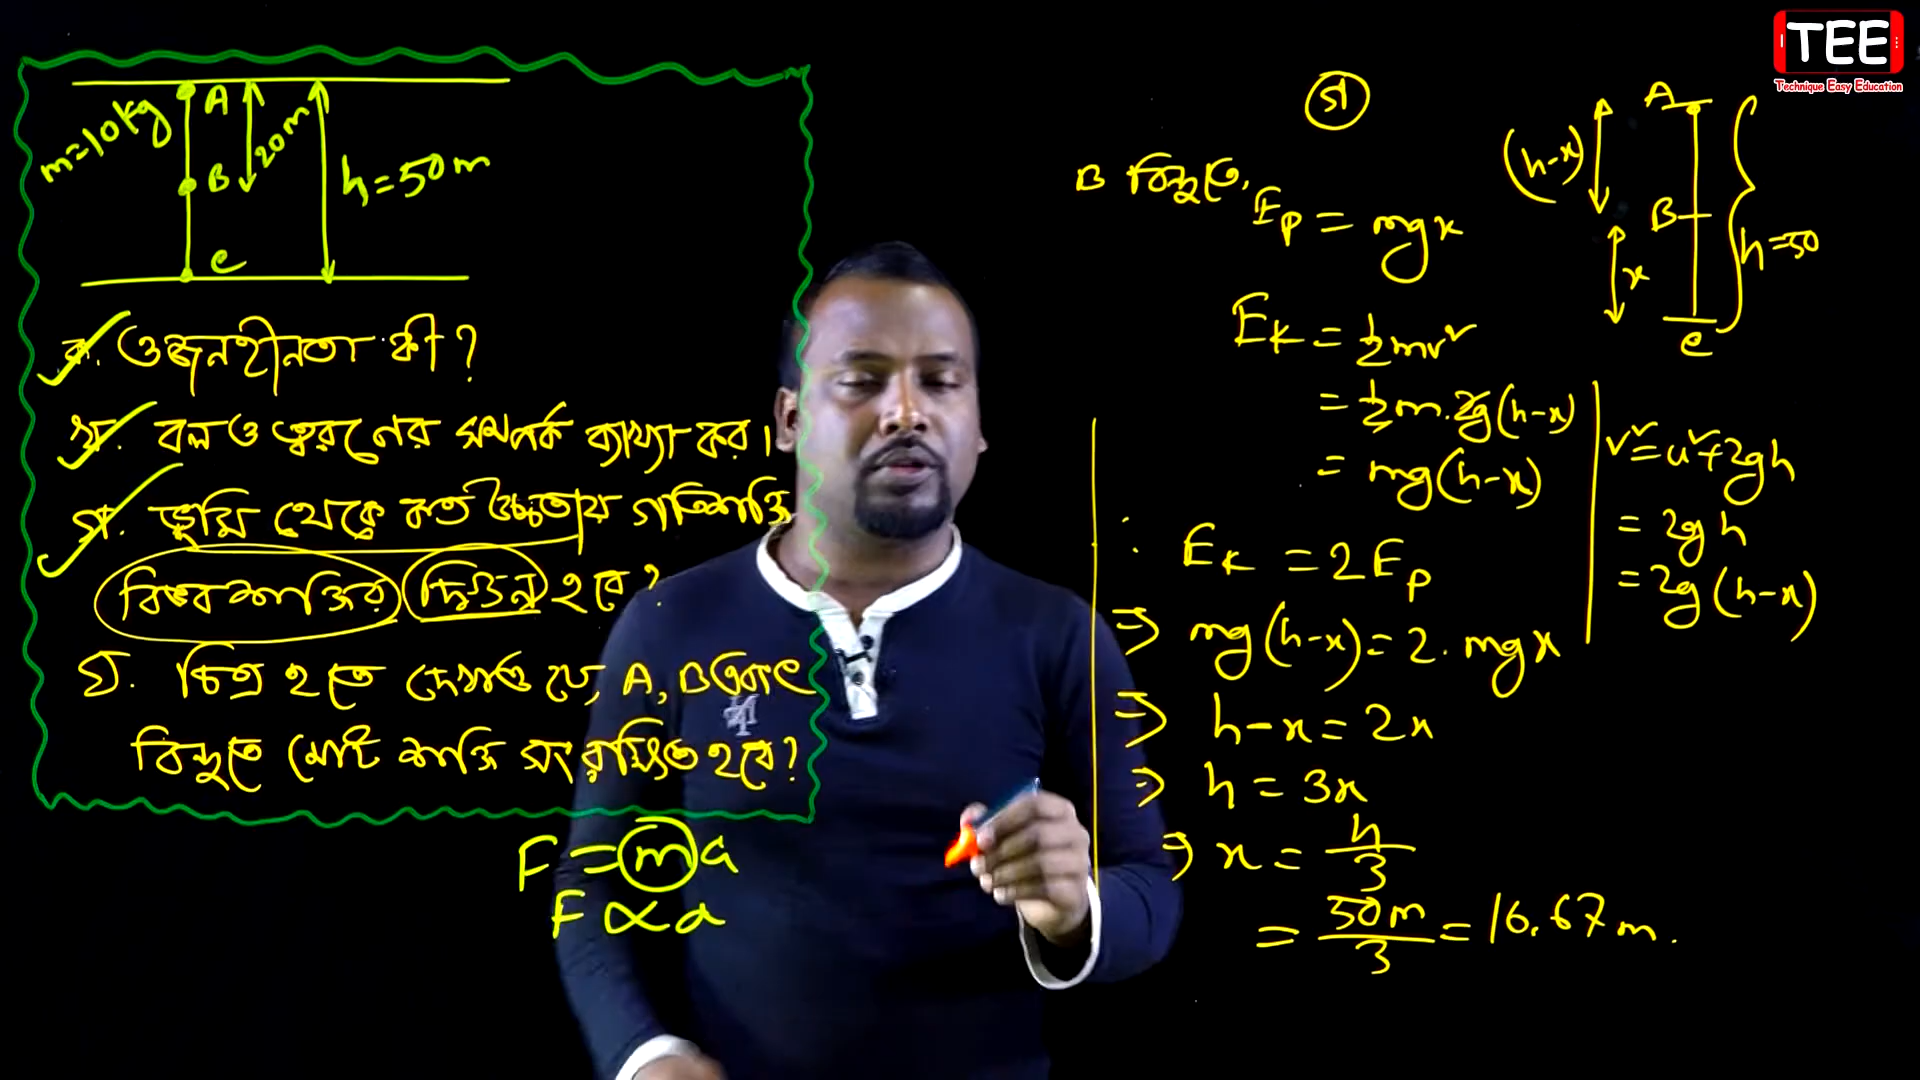 TEE
Technique Easy Education
m=10kg
A
20m
B
h=50m
C
ক. ওজনহীনতা কী?
খ. বল ও ত্বরণের সম্পর্ক ব্যাখ্যা কর।
গ. ভূমি থেকে কত উচ্চতায় গতিশক্তি
বিভবশক্তির দ্বিগুন হবে?
ঘ. চিত্র হতে দেখাও যে, A, B এবং C
বিন্দুতে মোট শক্তি সংরক্ষিত হবে?
F = ma
F ∝ a
গ
B বিন্দুতে,
Ep = mgx
Ek = ½mv²
= ½m.2g(h-x)
= mg(h-x)
∴ Ek = 2Ep
⇒ mg(h-x) = 2.mgx
⇒ h-x = 2x
⇒ h = 3x
⇒ x = h/3
= 50m/3 = 16.67m.
A
(h-x)
B
x
h=50
C
v²=u²+2gh
= 2gh
= 2g(h-x)